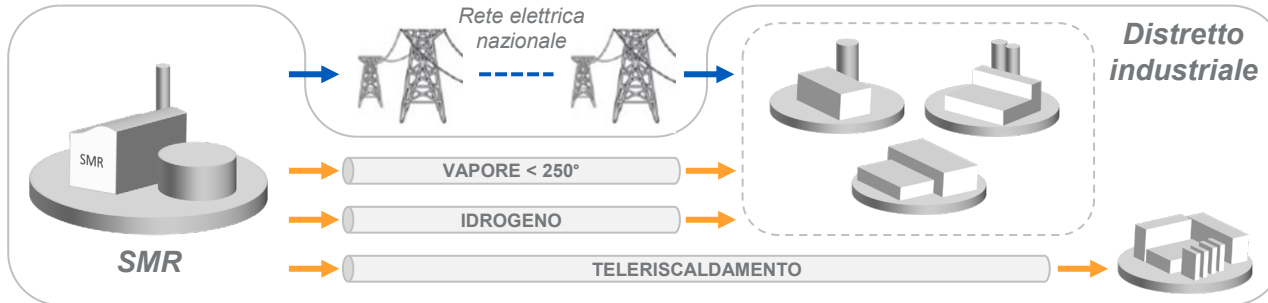 Rete elettrica
nazionale
Distretto
industriale
SMR
VAPORE < 250°
IDROGENO
SMR
TELERISCALDAMENTO